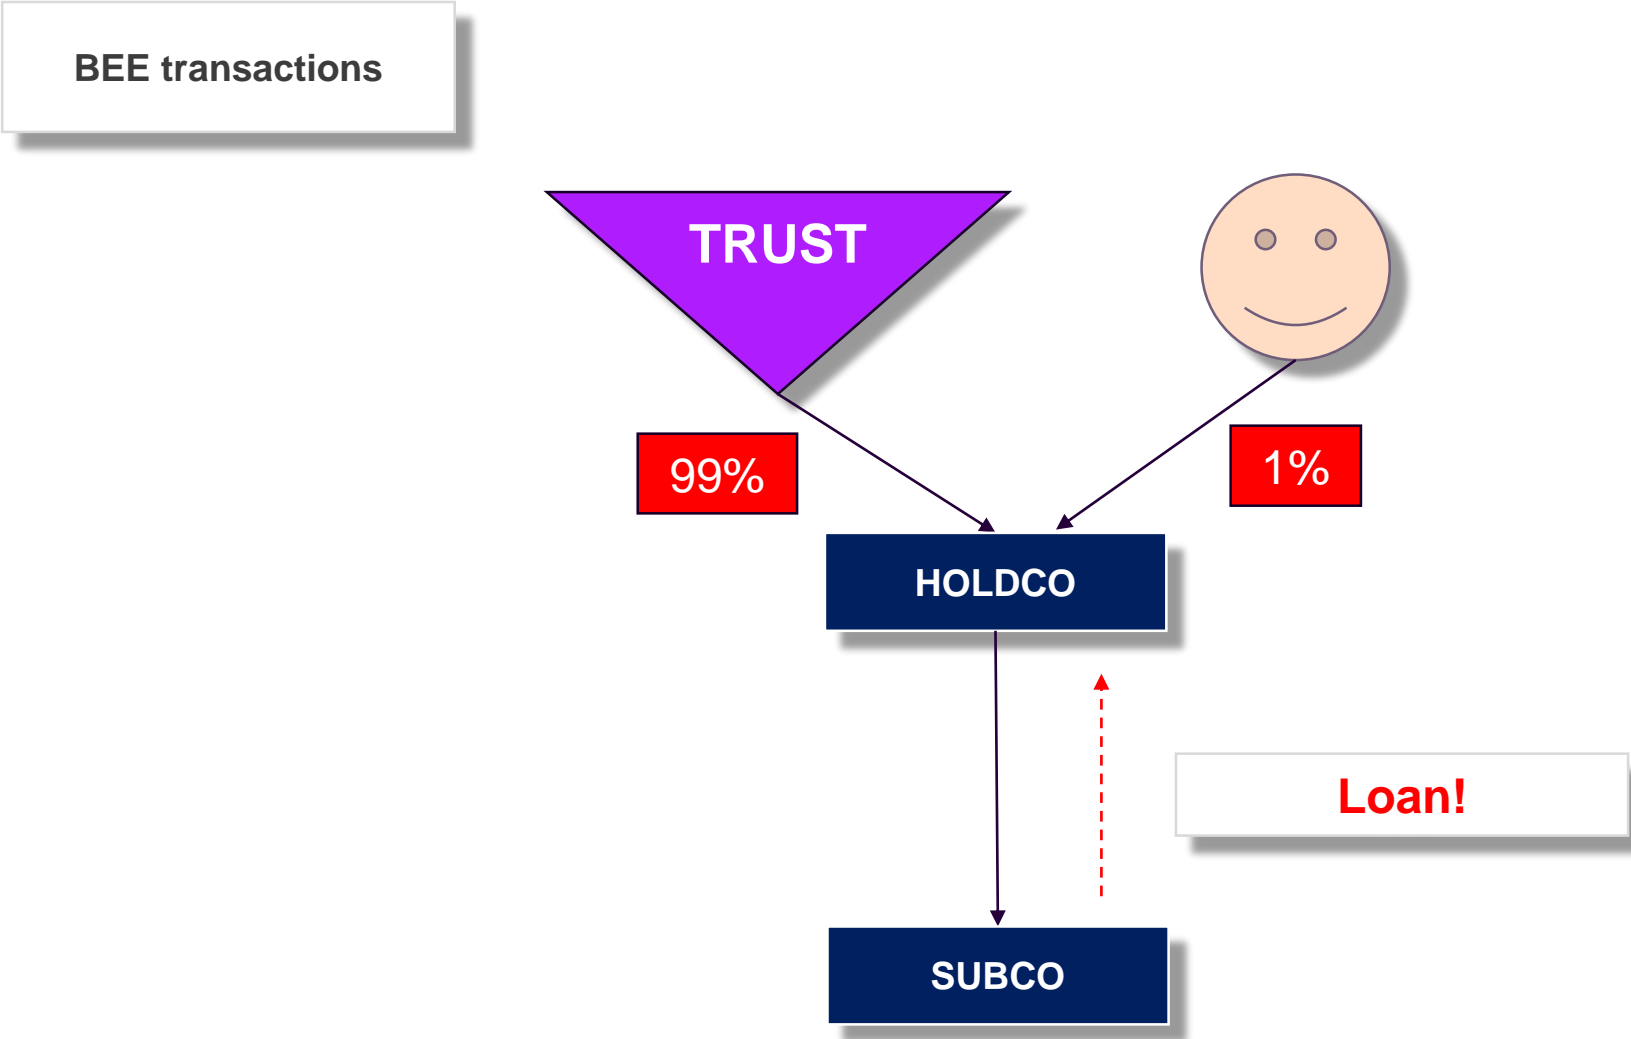 BEE transactions
TRUST
99%
1%
HOLDCO
Loan!
SUBCO